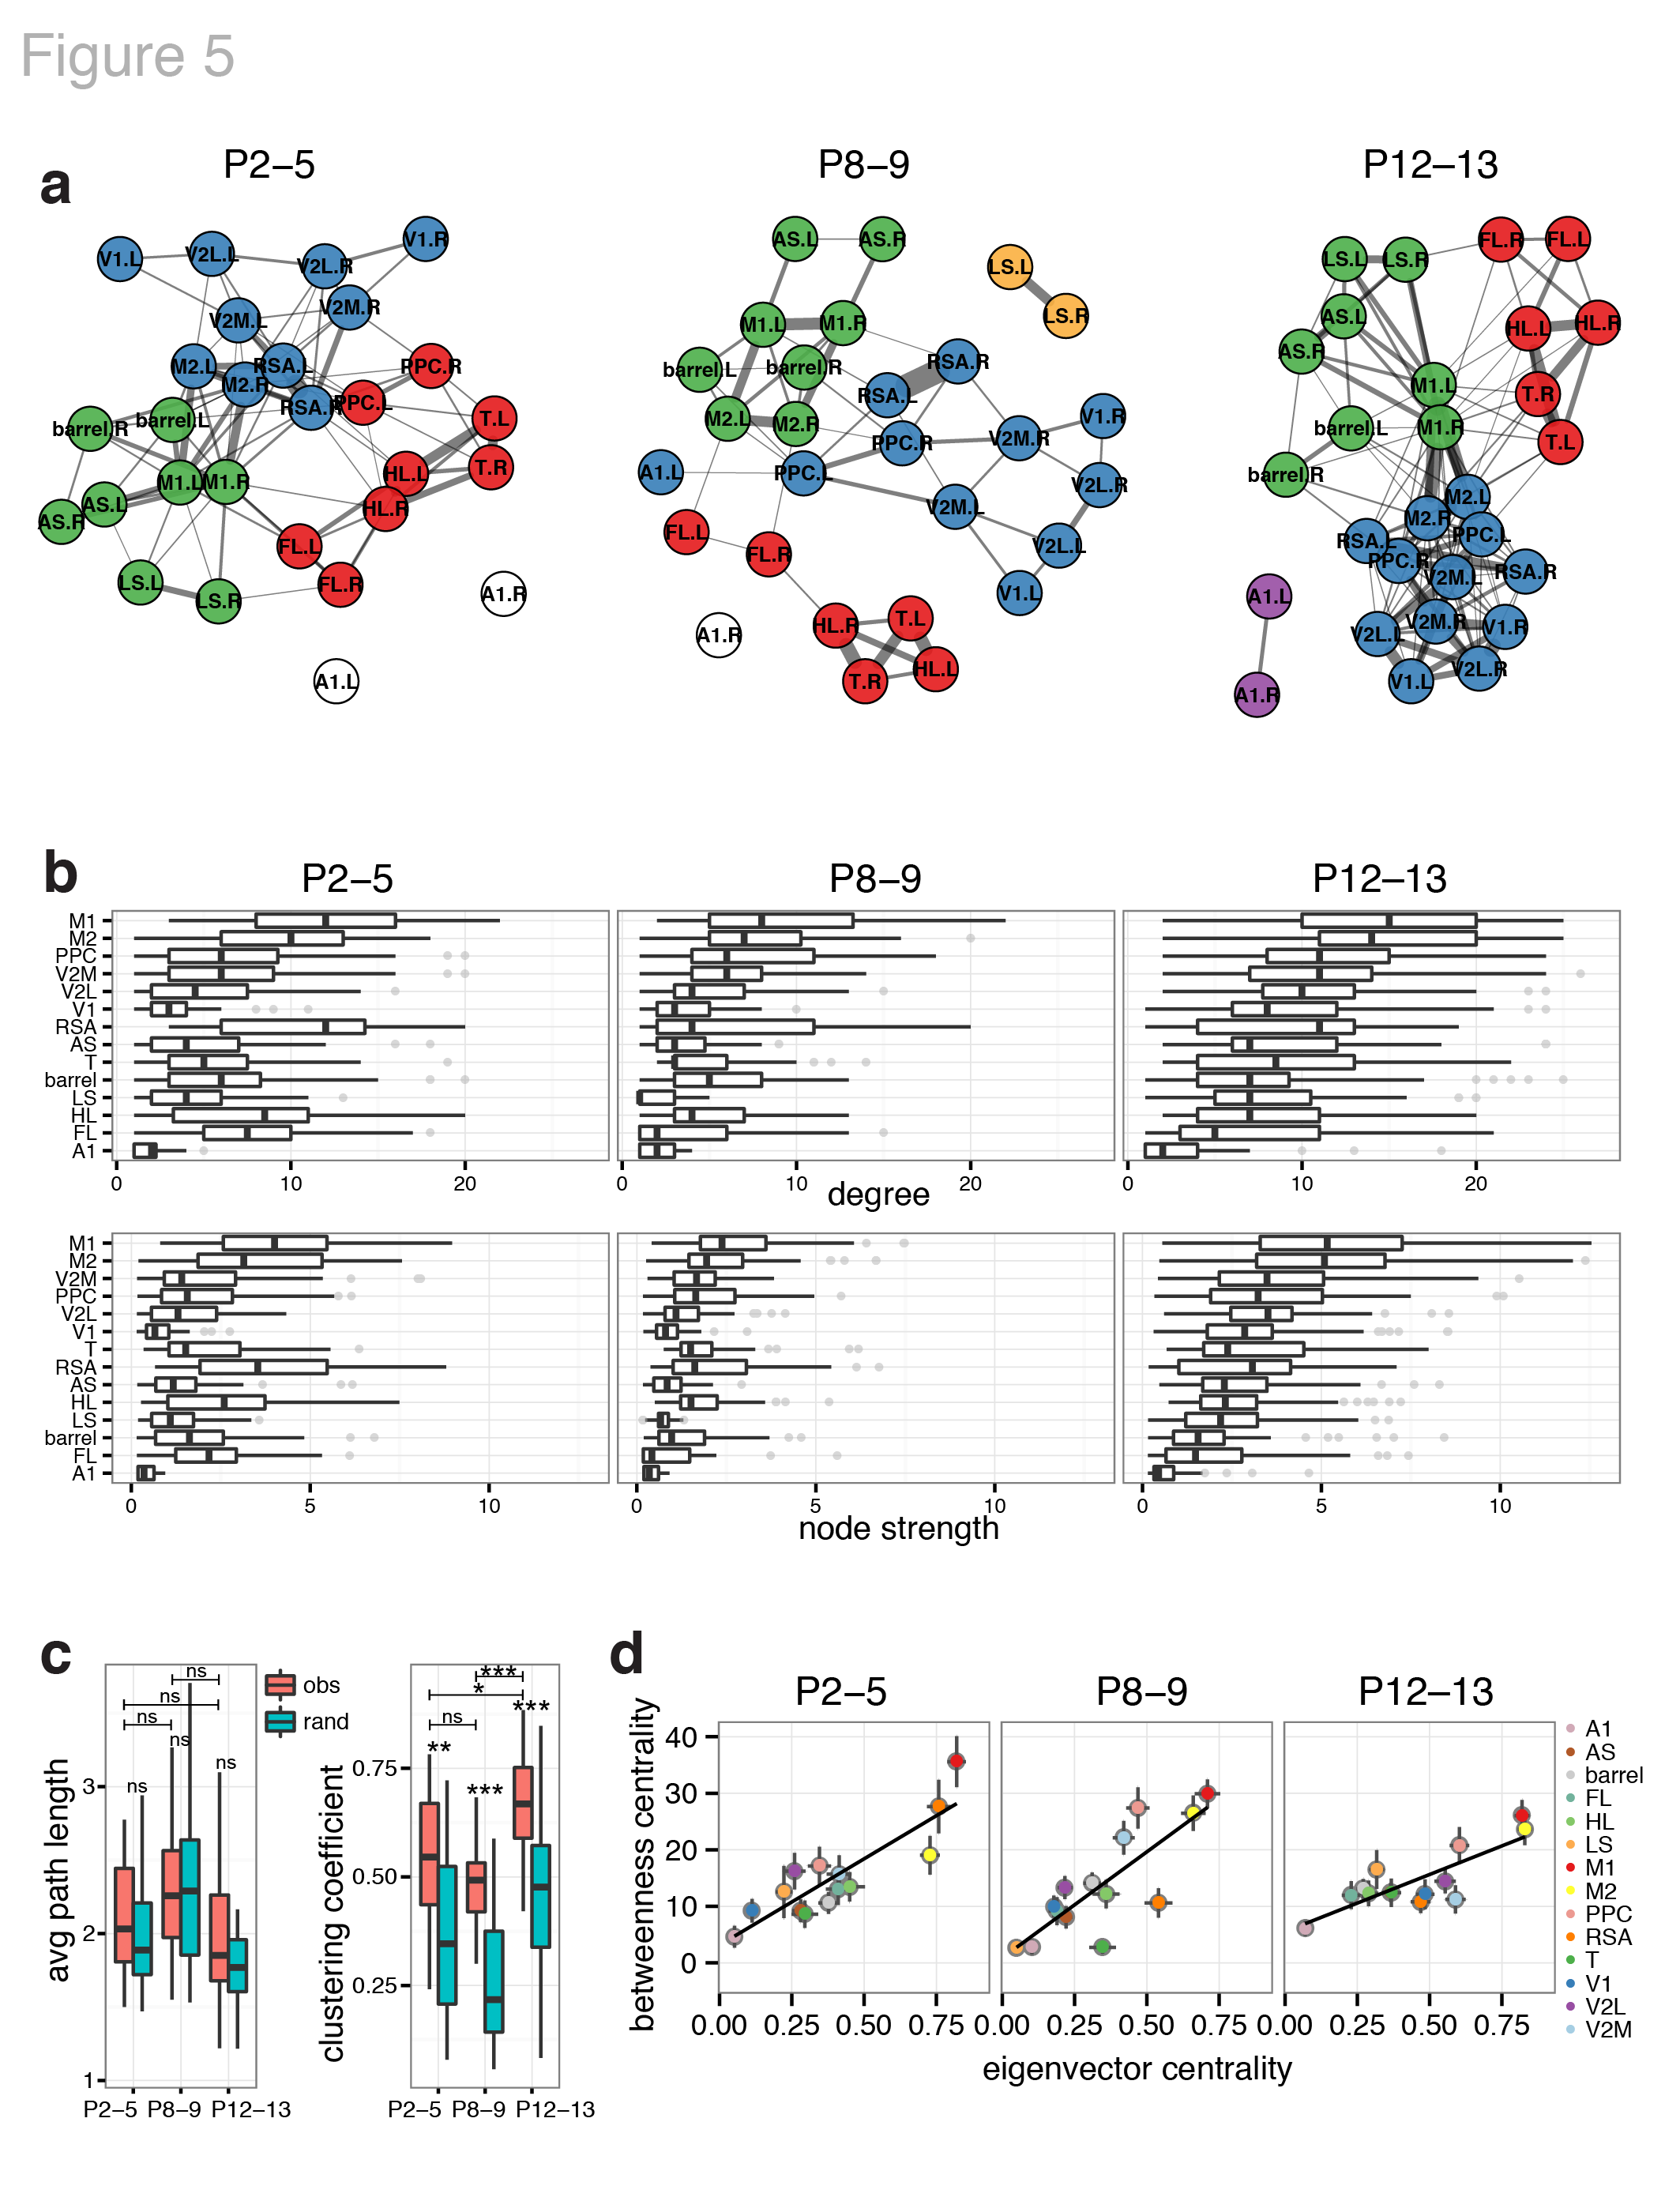 Figure 5
a
P2–5
P8–9
P12–13
V1.L
V2L.L
V2L.R
V1.R
V2M.L
V2M.R
M2.L
RSA.L
M2.R
RSA.R
PPC.L
PPC.R
barrel.R
barrel.L
T.L
M1.L
M1.R
HL.L
T.R
AS.L
AS.R
HL.R
FL.L
LS.L
LS.R
FL.R
A1.R
A1.L
AS.L
AS.R
LS.L
LS.R
M1.L
M1.R
barrel.L
barrel.R
RSA.R
RSA.L
M2.L
M2.R
PPC.R
V2M.R
V1.R
A1.L
PPC.L
V2L.R
V2M.L
FL.L
FL.R
V2L.L
V1.L
A1.R
HL.R
T.L
T.R
HL.L
FL.R
FL.L
LS.L
LS.R
AS.L
AS.R
HL.L
HL.R
M1.L
T.R
barrel.L
M1.R
T.L
barrel.R
M2.L
M2.R
PPC.L
RSA.L
PPC.R
V2M.L
RSA.R
A1.L
V2L.L
V2M.R
V1.R
V1.L
V2L.R
A1.R
b
P2–5
P8–9
P12–13
M1
M2
PPC
V2M
V2L
V1
RSA
AS
T
barrel
LS
HL
FL
A1
0 10 20
0 10 20
0 10 20
degree
M1
M2
V2M
PPC
V2L
V1
T
RSA
AS
HL
LS
barrel
FL
A1
0 5 10
0 5 10
0 5 10
node strength
c
avg path length
3
2
1
ns
ns
ns
ns
ns
ns
P2–5 P8–9 P12–13
obs
rand
clustering coefficient
0.75
0.50
0.25
***
*
***
ns
**
***
P2–5 P8–9 P12–13
d
P2–5
P8–9
P12–13
betweenness centrality
40
30
20
10
0
0.00 0.25 0.50 0.75
0.00 0.25 0.50 0.75
0.00 0.25 0.50 0.75
eigenvector centrality
A1
AS
barrel
FL
HL
LS
M1
M2
PPC
RSA
T
V1
V2L
V2M